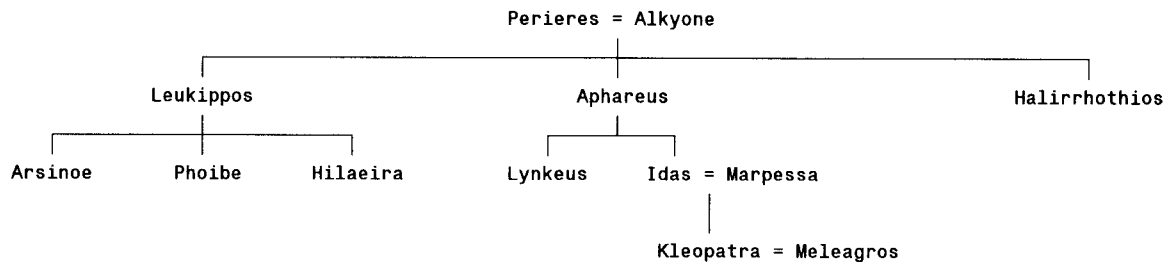 Perieres = Alkyone
Leukippos Aphareus Halirrhothios
Arsinoe Phoibe Hilaeira Lynkeus Idas = Marpessa
Kleopatra = Meleagros